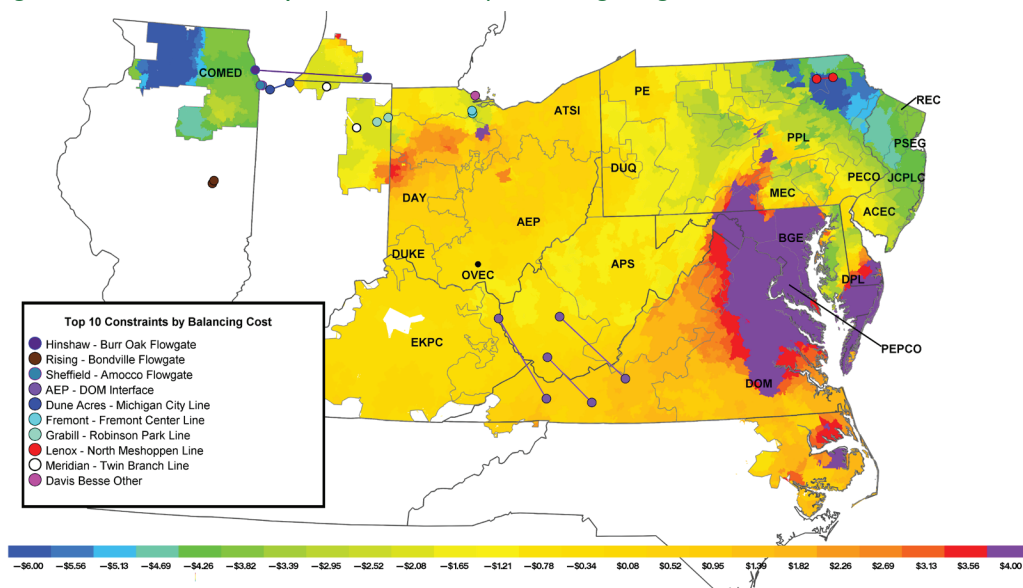 COMED
REC
PE
ATSI
PPL
PSEG
DUQ
PECO
JCPLC
MEC
DAY
ACEC
AEP
BGE
DUKE
APS
DPL
OVEC
EKPC
PEPCO
DOM
Top 10 Constraints by Balancing Cost
Hinshaw - Burr Oak Flowgate
Rising - Bondville Flowgate
Sheffield - Amocco Flowgate
AEP - DOM Interface
Dune Acres - Michigan City Line
Fremont - Fremont Center Line
Grabill - Robinson Park Line
Lenox - North Meshoppen Line
Meridian - Twin Branch Line
Davis Besse Other
—$6.00 —$5.56 —$5.13 —$4.69 —$4.26 —$3.82 —$3.39 —$2.95 —$2.52 —$2.08 —$1.65 —$1.21 —$0.78 —$0.34 $0.08 $0.52 $0.95 $1.39 $1.82 $2.26 $2.69 $3.13 $3.56 $4.00